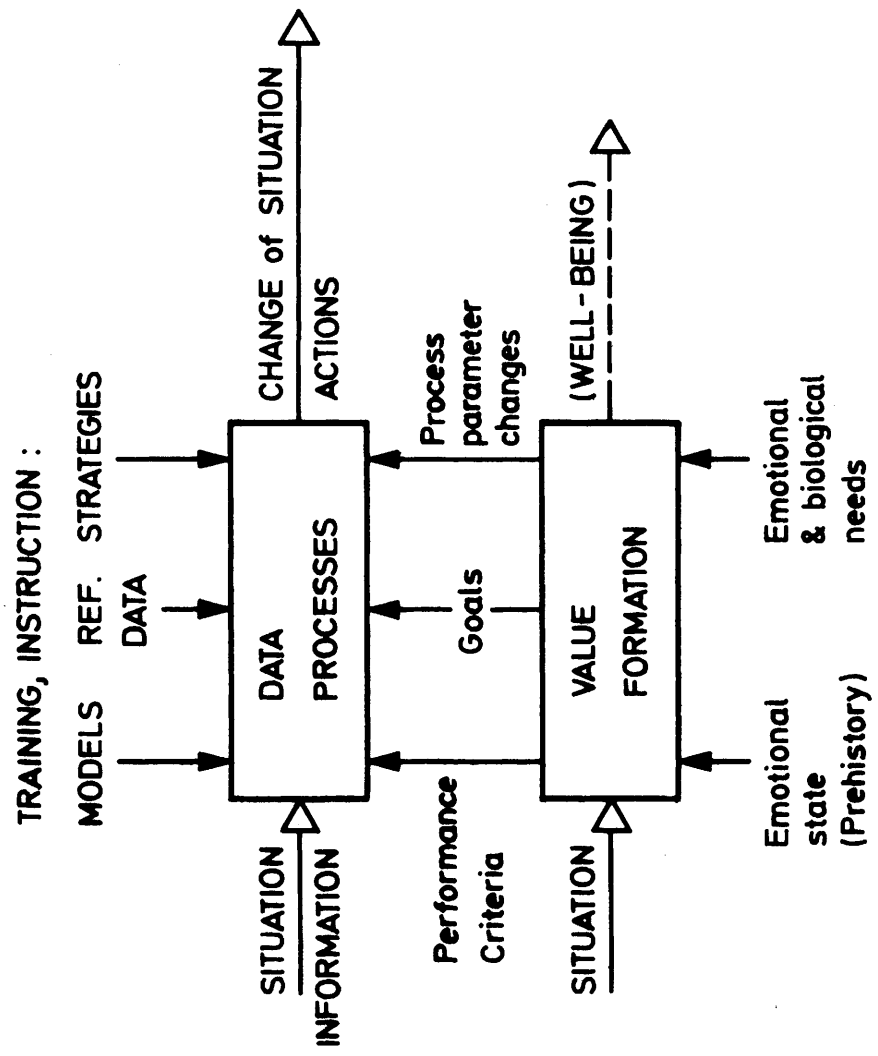 TRAINING, INSTRUCTION :
MODELS REF. STRATEGIES
DATA
SITUATION
INFORMATION
DATA
PROCESSES
CHANGE of SITUATION
ACTIONS
Performance
Criteria
Goals
Process
parameter
changes
SITUATION
VALUE
FORMATION
(WELL-BEING)
Emotional
state
(Prehistory)
Emotional
& biological
needs